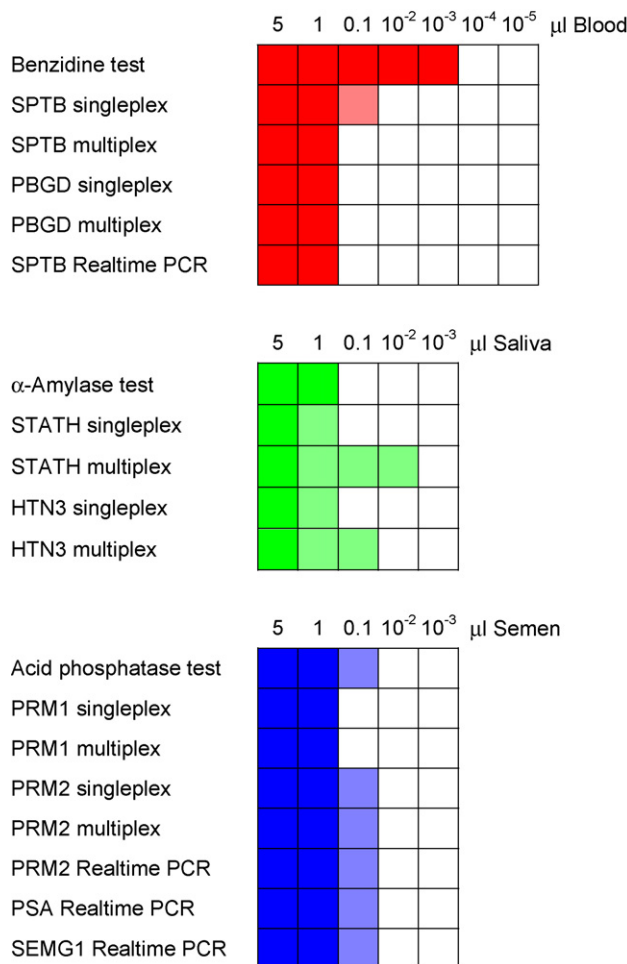 5 1 0.1 10⁻² 10⁻³ 10⁻⁴ 10⁻⁵ μl Blood
Benzidine test
SPTB singleplex
SPTB multiplex
PBGD singleplex
PBGD multiplex
SPTB Realtime PCR
5 1 0.1 10⁻² 10⁻³ μl Saliva
α-Amylase test
STATH singleplex
STATH multiplex
HTN3 singleplex
HTN3 multiplex
5 1 0.1 10⁻² 10⁻³ μl Semen
Acid phosphatase test
PRM1 singleplex
PRM1 multiplex
PRM2 singleplex
PRM2 multiplex
PRM2 Realtime PCR
PSA Realtime PCR
SEMG1 Realtime PCR